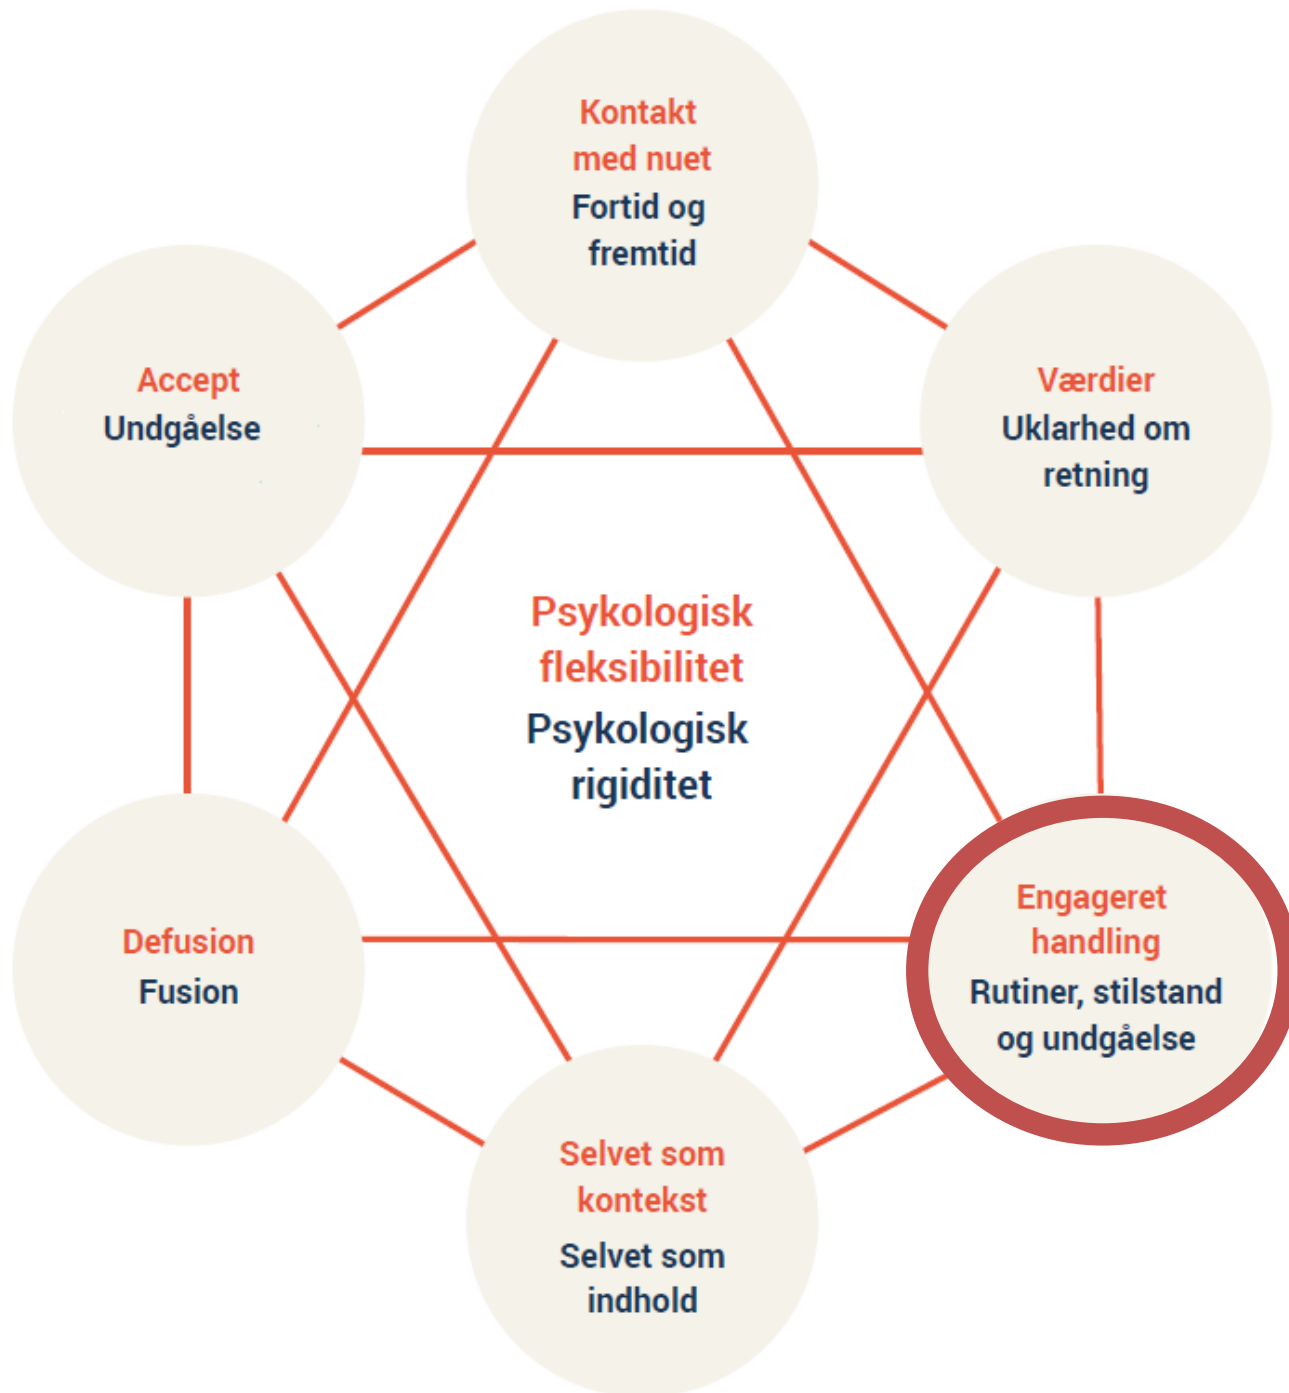 Kontakt
med nuet
Fortid og
fremtid
Accept
Undgåelse
Værdier
Uklarhed om
retning
Psykologisk
fleksibilitet
Psykologisk
rigiditet
Defusion
Fusion
Engageret
handling
Rutiner, stilstand
og undgåelse
Selvet som
kontekst
Selvet som
indhold